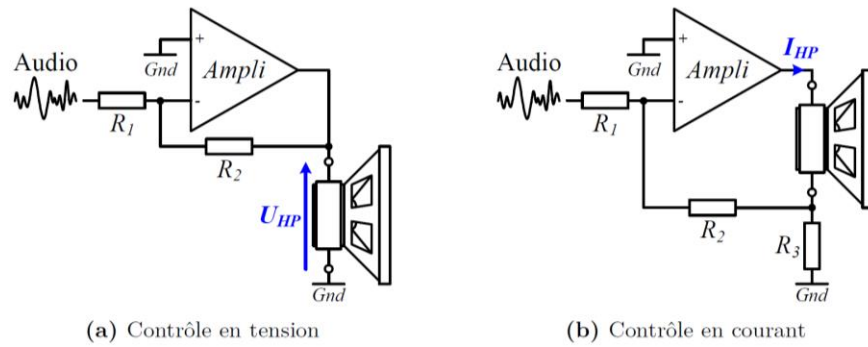 Audio
+
Gnd
Ampli
-
R1
R2
UHP
Gnd
(a) Contrôle en tension
Audio
+
Gnd
Ampli
IHP
-
R1
R2
R3
Gnd
(b) Contrôle en courant